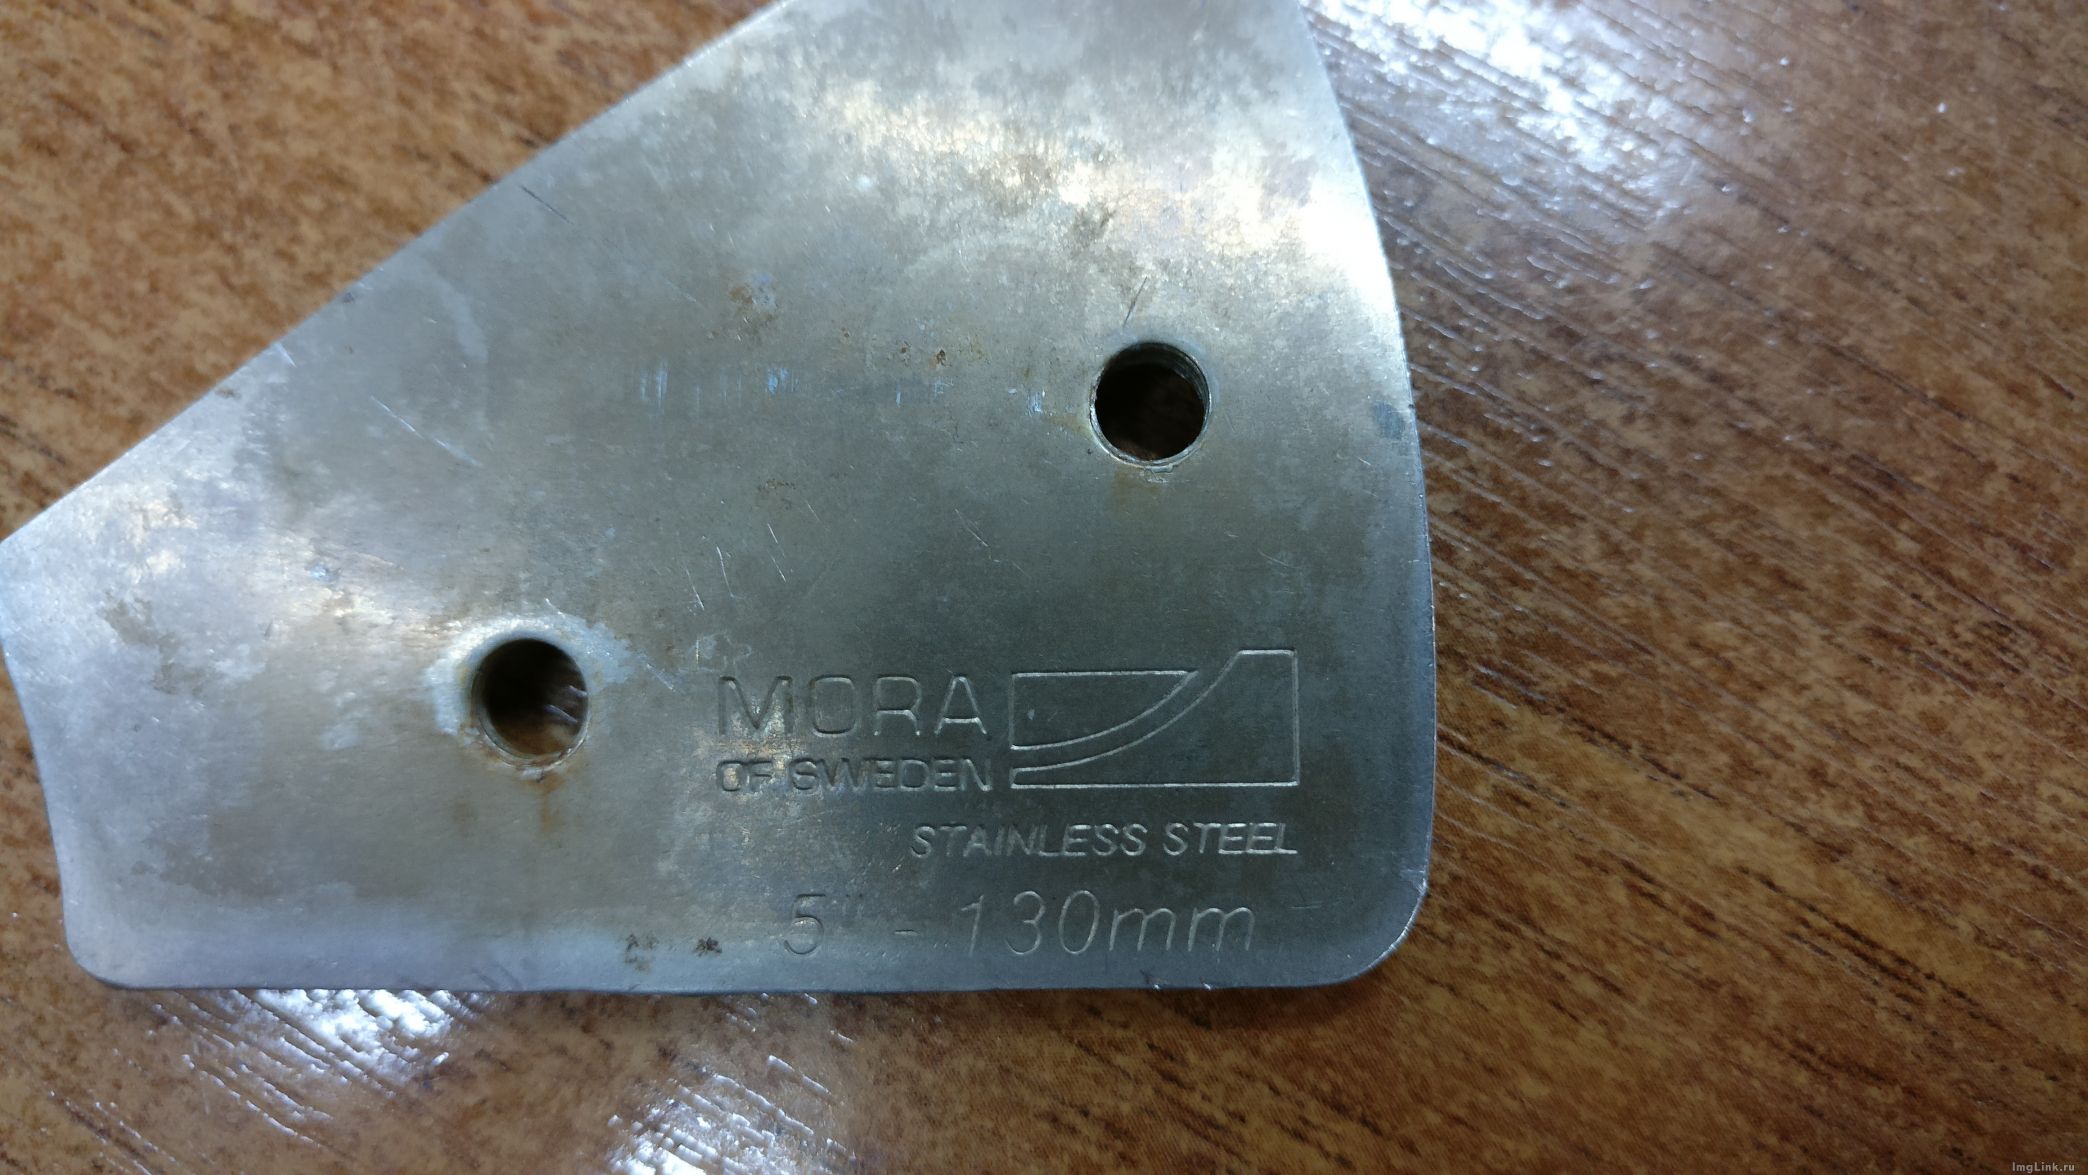 MORA
OF SWEDEN
STAINLESS STEEL
5" - 130mm
ImgLink.ru